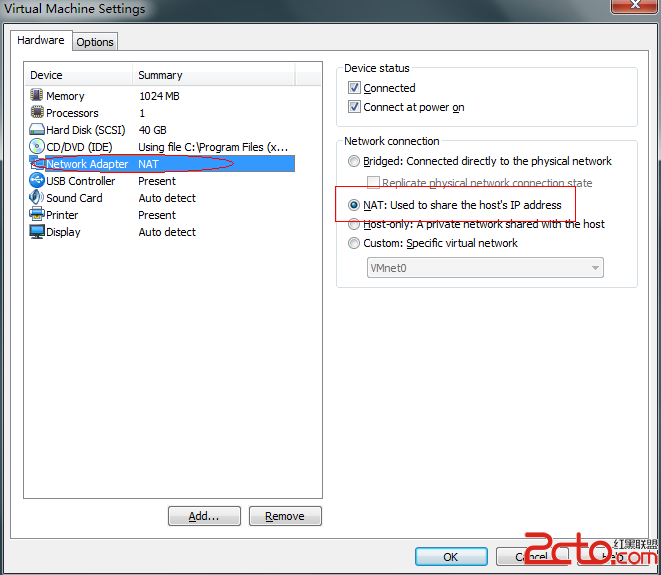 Virtual Machine Settings
Hardware
Options
Device Summary
Memory 1024 MB
Processors 1
Hard Disk (SCSI) 40 GB
CD/DVD (IDE) Using file C:\Program Files (x...
Network Adapter NAT
USB Controller Present
Sound Card Auto detect
Printer Present
Display Auto detect
Add...
Remove
Device status
Connected
Connect at power on
Network connection
Bridged: Connected directly to the physical network
Replicate physical network connection state
NAT: Used to share the host's IP address
Host-only: A private network shared with the host
Custom: Specific virtual network
VMnet0
OK
Cancel
Help
2cto.com
红黑联盟